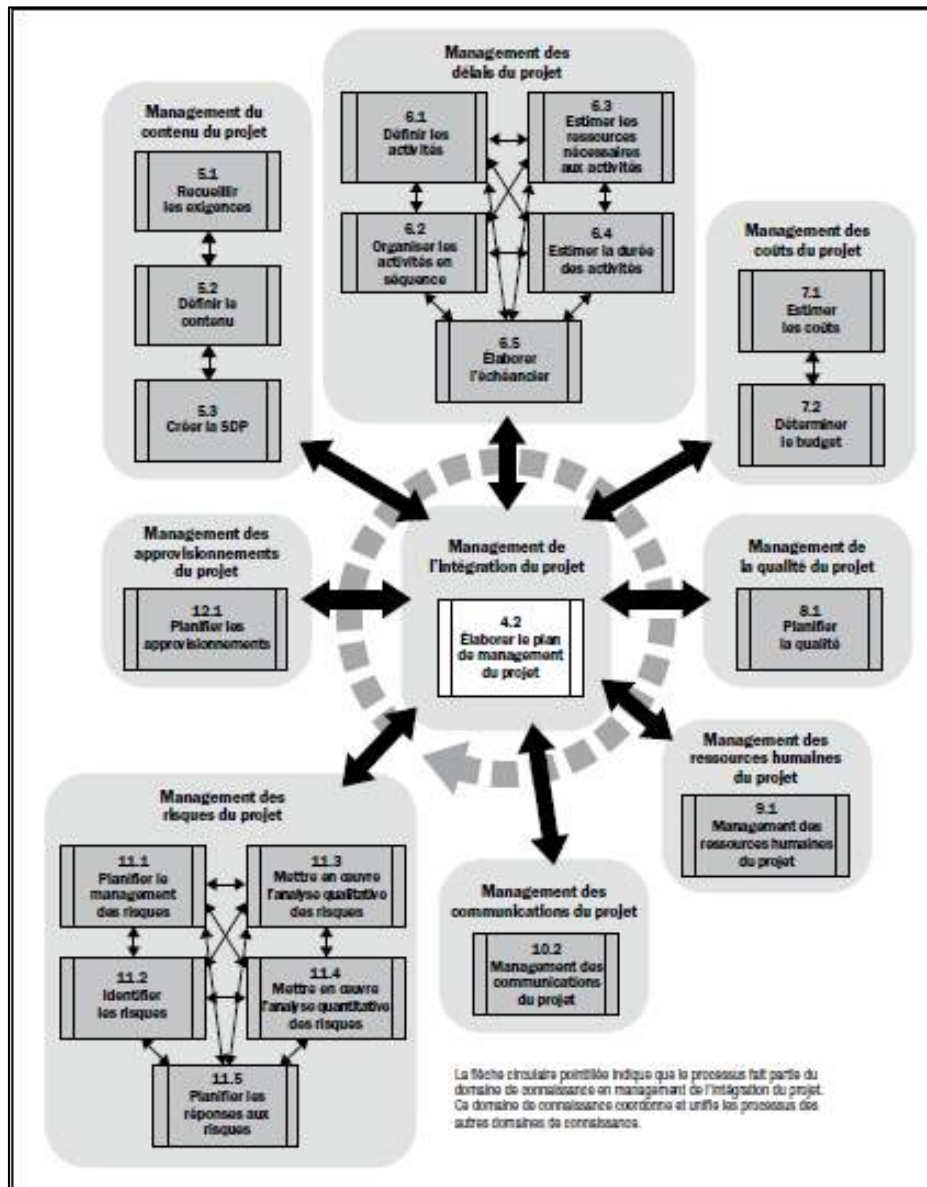 Management des
délais du projet
6.1
Définir les
activités
6.3
Estimer les
ressources
nécessaires
aux activités
6.2
Organiser les
activités en
séquence
6.4
Estimer la durée
des activités
6.5
Élaborer
l'échéancier
Management du
contenu du projet
5.1
Recueillir
les exigences
5.2
Définir le
contenu
5.3
Créer la SDP
Management des
coûts du projet
7.1
Estimer
les coûts
7.2
Déterminer
le budget
Management des
approvisionnements
du projet
12.1
Planifier les
approvisionnements
Management de
l'intégration du projet
4.2
Élaborer le plan
de management
du projet
Management de
la qualité du projet
8.1
Planifier
la qualité
Management des
ressources humaines
du projet
9.1
Management des
ressources humaines
du projet
Management des
risques du projet
11.1
Planifier le
management
des risques
11.3
Mettre en œuvre
l'analyse qualitative
des risques
11.2
Identifier
les risques
11.4
Mettre en œuvre
l'analyse quantitative
des risques
11.5
Planifier les
réponses aux
risques
Management des
communications du projet
10.2
Management des
communications
du projet
La flèche circulaire pointillée indique que le processus fait partie du
domaine de connaissance en management de l'intégration du projet.
Ce domaine de connaissance coordonne et unifie les processus des
autres domaines de connaissance.